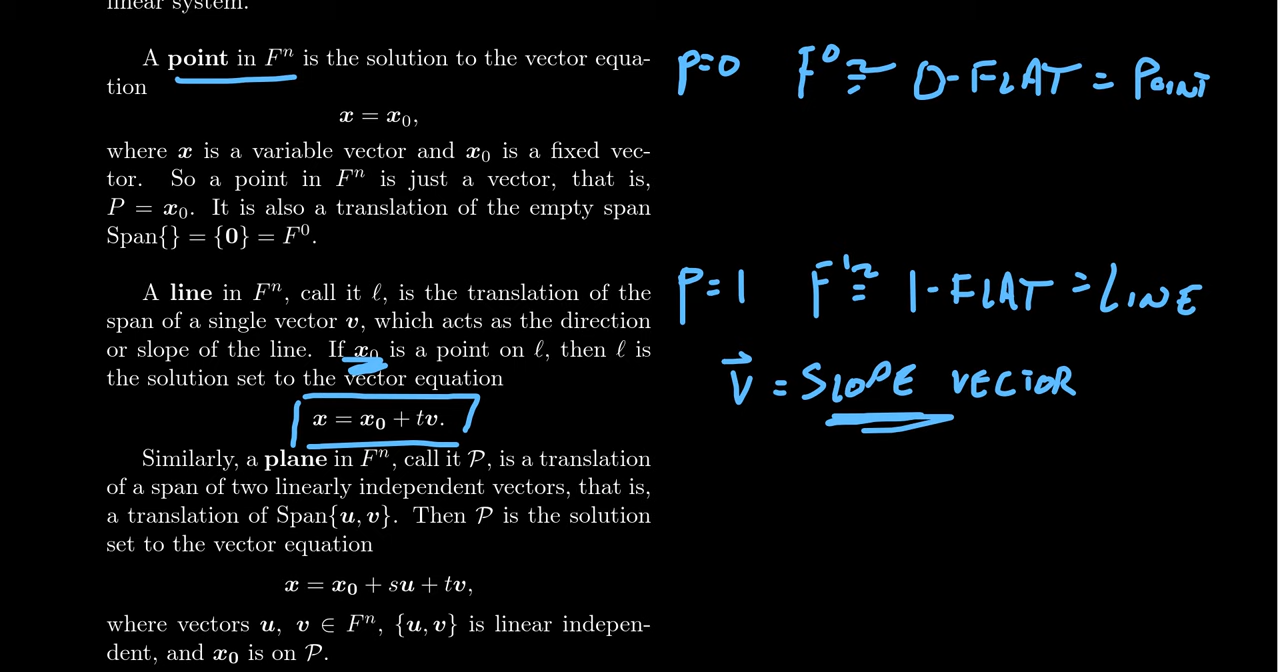 linear system.
A point in Fⁿ is the solution to the vector equa-
tion
x = x₀,
where x is a variable vector and x₀ is a fixed vec-
tor. So a point in Fⁿ is just a vector, that is,
P = x₀. It is also a translation of the empty span
Span{} = {0} = F⁰.
A line in Fⁿ, call it ℓ, is the translation of the
span of a single vector v, which acts as the direction
or slope of the line. If x₀ is a point on ℓ, then ℓ is
the solution set to the vector equation
x = x₀ + tv.
Similarly, a plane in Fⁿ, call it 𝒫, is a translation
of a span of two linearly independent vectors, that is,
a translation of Span{u, v}. Then 𝒫 is the solution
set to the vector equation
x = x₀ + su + tv,
where vectors u, v ∈ Fⁿ, {u, v} is linear indepen-
dent, and x₀ is on 𝒫.
P=0 F⁰ ≅ 0-FLAT = POINT
P=1 F¹ ≅ 1-FLAT = LINE
v⃗ = SLOPE VECTOR